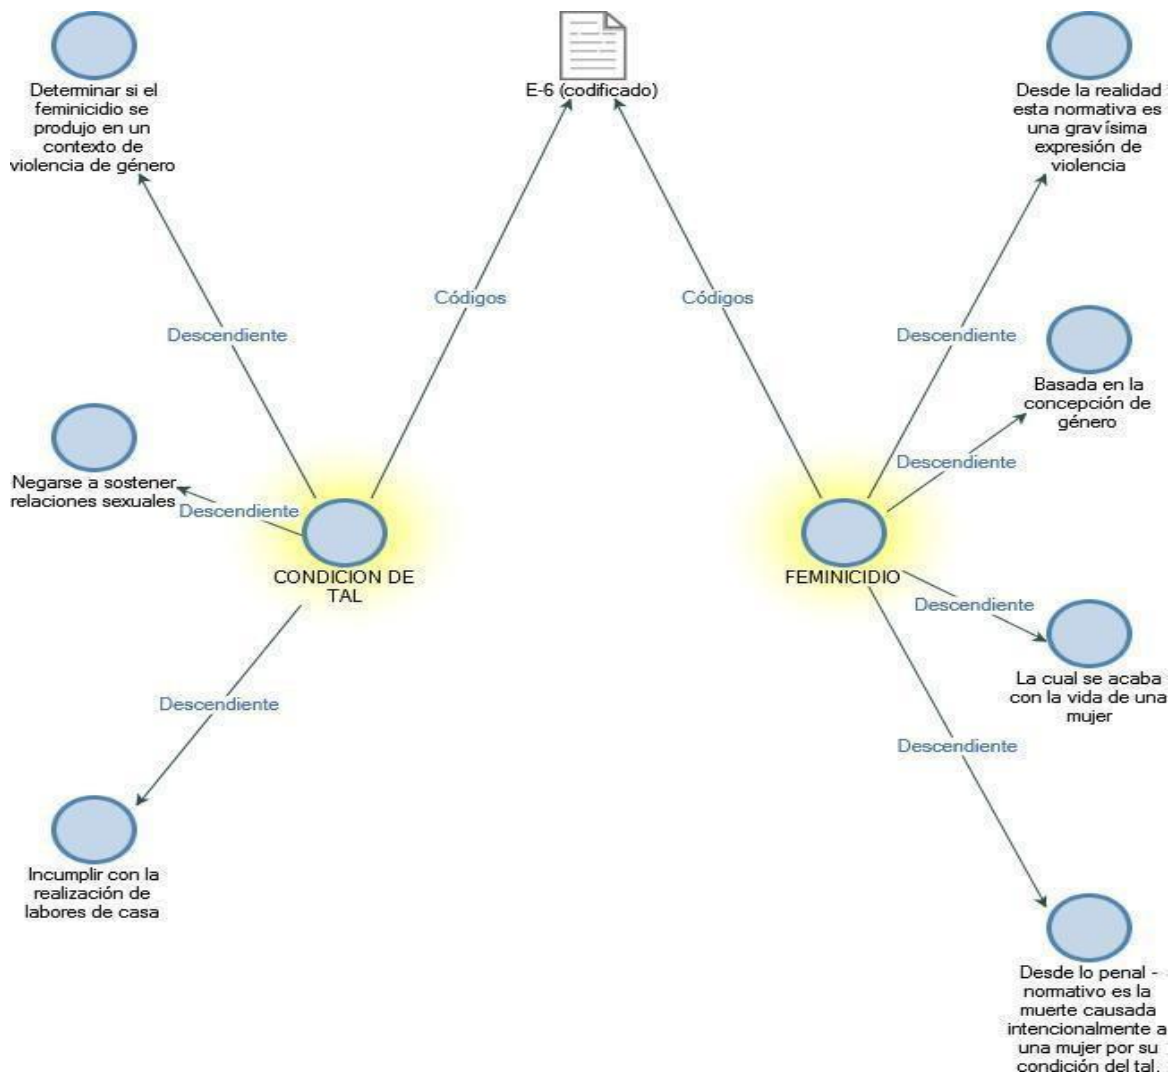 E-6 (codificado)
Determinar si el
feminicidio se
produjo en un
contexto de
violencia de género
Desde la realidad
esta normativa es
una gravísima
expresión de
violencia
Códigos
Códigos
Descendiente
Descendiente
Basada en la
concepción de
género
Descendiente
Negarse a sostener
relaciones sexuales
Descendiente
CONDICION DE
TAL
FEMINICIDIO
Descendiente
La cual se acaba
con la vida de una
mujer
Descendiente
Descendiente
Incumplir con la
realización de
labores de casa
Desde lo penal -
normativo es la
muerte causada
intencionalmente a
una mujer por su
condición del tal.